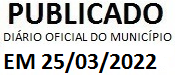 PUBLICADO
DIÁRIO OFICIAL DO MUNICÍPIO
EM 25/03/2022